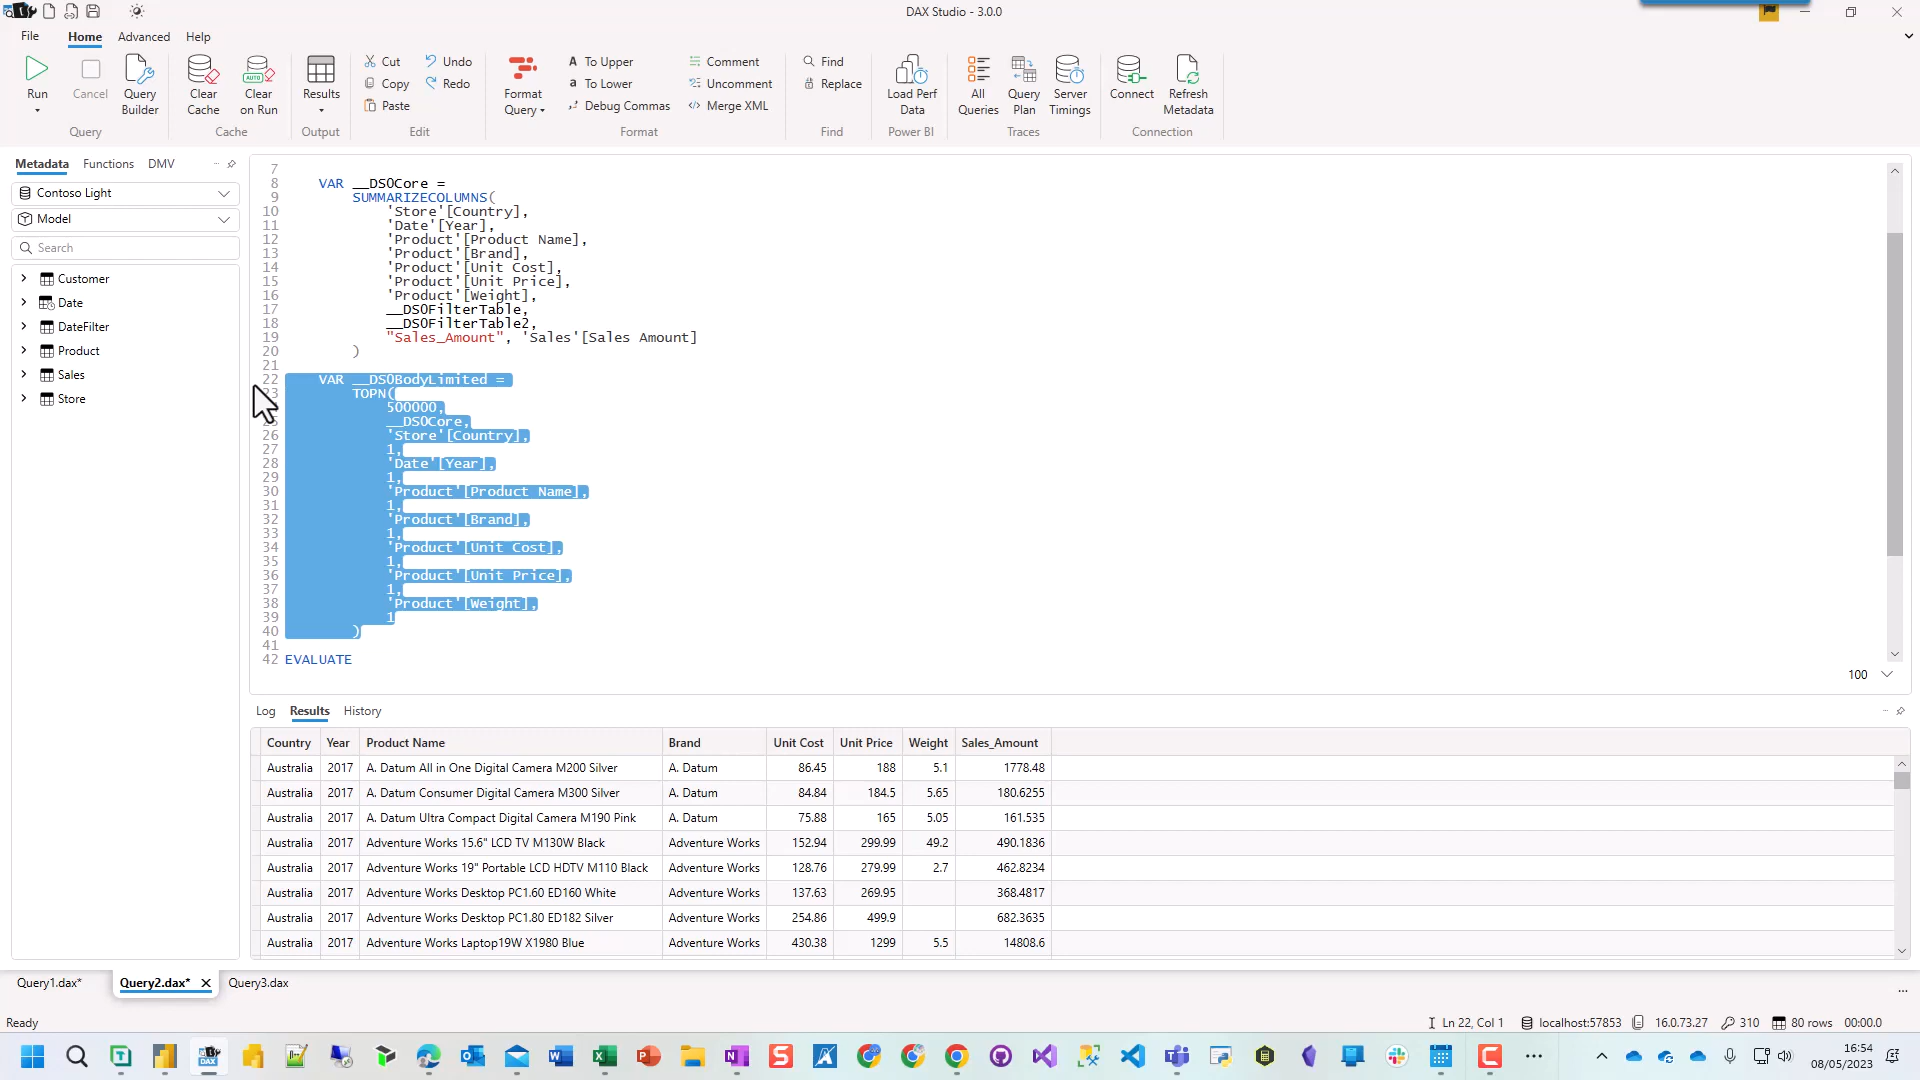 DAX Studio - 3.0.0
File
Home
Advanced
Help
Run
Cancel
Query Builder
Query
Clear Cache
AUTO
Clear on Run
Cache
Results
Output
Cut
Undo
Copy
Redo
Paste
Edit
Format Query
A To Upper
Comment
a To Lower
Uncomment
Debug Commas
Merge XML
Format
Find
Replace
Find
Load Perf Data
Power BI
All Queries
Query Plan
Server Timings
Traces
Connect
Refresh Metadata
Connection
Metadata
Functions
DMV
Contoso Light
Model
Search
Customer
Date
DateFilter
Product
Sales
Store
7
8 VAR __DS0Core =
9 SUMMARIZECOLUMNS(
10 'Store'[Country],
11 'Date'[Year],
12 'Product'[Product Name],
13 'Product'[Brand],
14 'Product'[Unit Cost],
15 'Product'[Unit Price],
16 'Product'[Weight],
17 __DS0FilterTable,
18 __DS0FilterTable2,
19 "Sales_Amount", 'Sales'[Sales Amount]
20 )
21
22 VAR __DS0BodyLimited =
TOPN(
500000,
__DS0Core,
26 'Store'[Country],
27 1,
28 'Date'[Year],
29 1,
30 'Product'[Product Name],
31 1,
32 'Product'[Brand],
33 1,
34 'Product'[Unit Cost],
35 1,
36 'Product'[Unit Price],
37 1,
38 'Product'[Weight],
39 1
40 )
41
42 EVALUATE
100
Log
Results
History
Country Year Product Name Brand Unit Cost Unit Price Weight Sales_Amount
Australia 2017 A. Datum All in One Digital Camera M200 Silver A. Datum 86.45 188 5.1 1778.48
Australia 2017 A. Datum Consumer Digital Camera M300 Silver A. Datum 84.84 184.5 5.65 180.6255
Australia 2017 A. Datum Ultra Compact Digital Camera M190 Pink A. Datum 75.88 165 5.05 161.535
Australia 2017 Adventure Works 15.6" LCD TV M130W Black Adventure Works 152.94 299.99 49.2 490.1836
Australia 2017 Adventure Works 19" Portable LCD HDTV M110 Black Adventure Works 128.76 279.99 2.7 462.8234
Australia 2017 Adventure Works Desktop PC1.60 ED160 White Adventure Works 137.63 269.95 368.4817
Australia 2017 Adventure Works Desktop PC1.80 ED182 Silver Adventure Works 254.86 499.9 682.3635
Australia 2017 Adventure Works Laptop19W X1980 Blue Adventure Works 430.38 1299 5.5 14808.6
Query1.dax*
Query2.dax*
Query3.dax
Ready
Ln 22, Col 1
localhost:57853
16.0.73.27
310
80 rows
00:00.0
16:54
08/05/2023